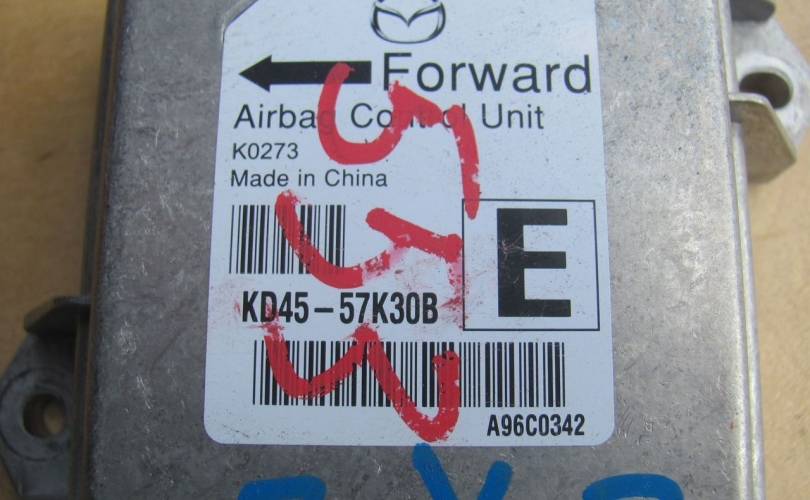 Forward
Airbag Control Unit
K0273
Made in China
E
KD45-57K30B
A96C0342